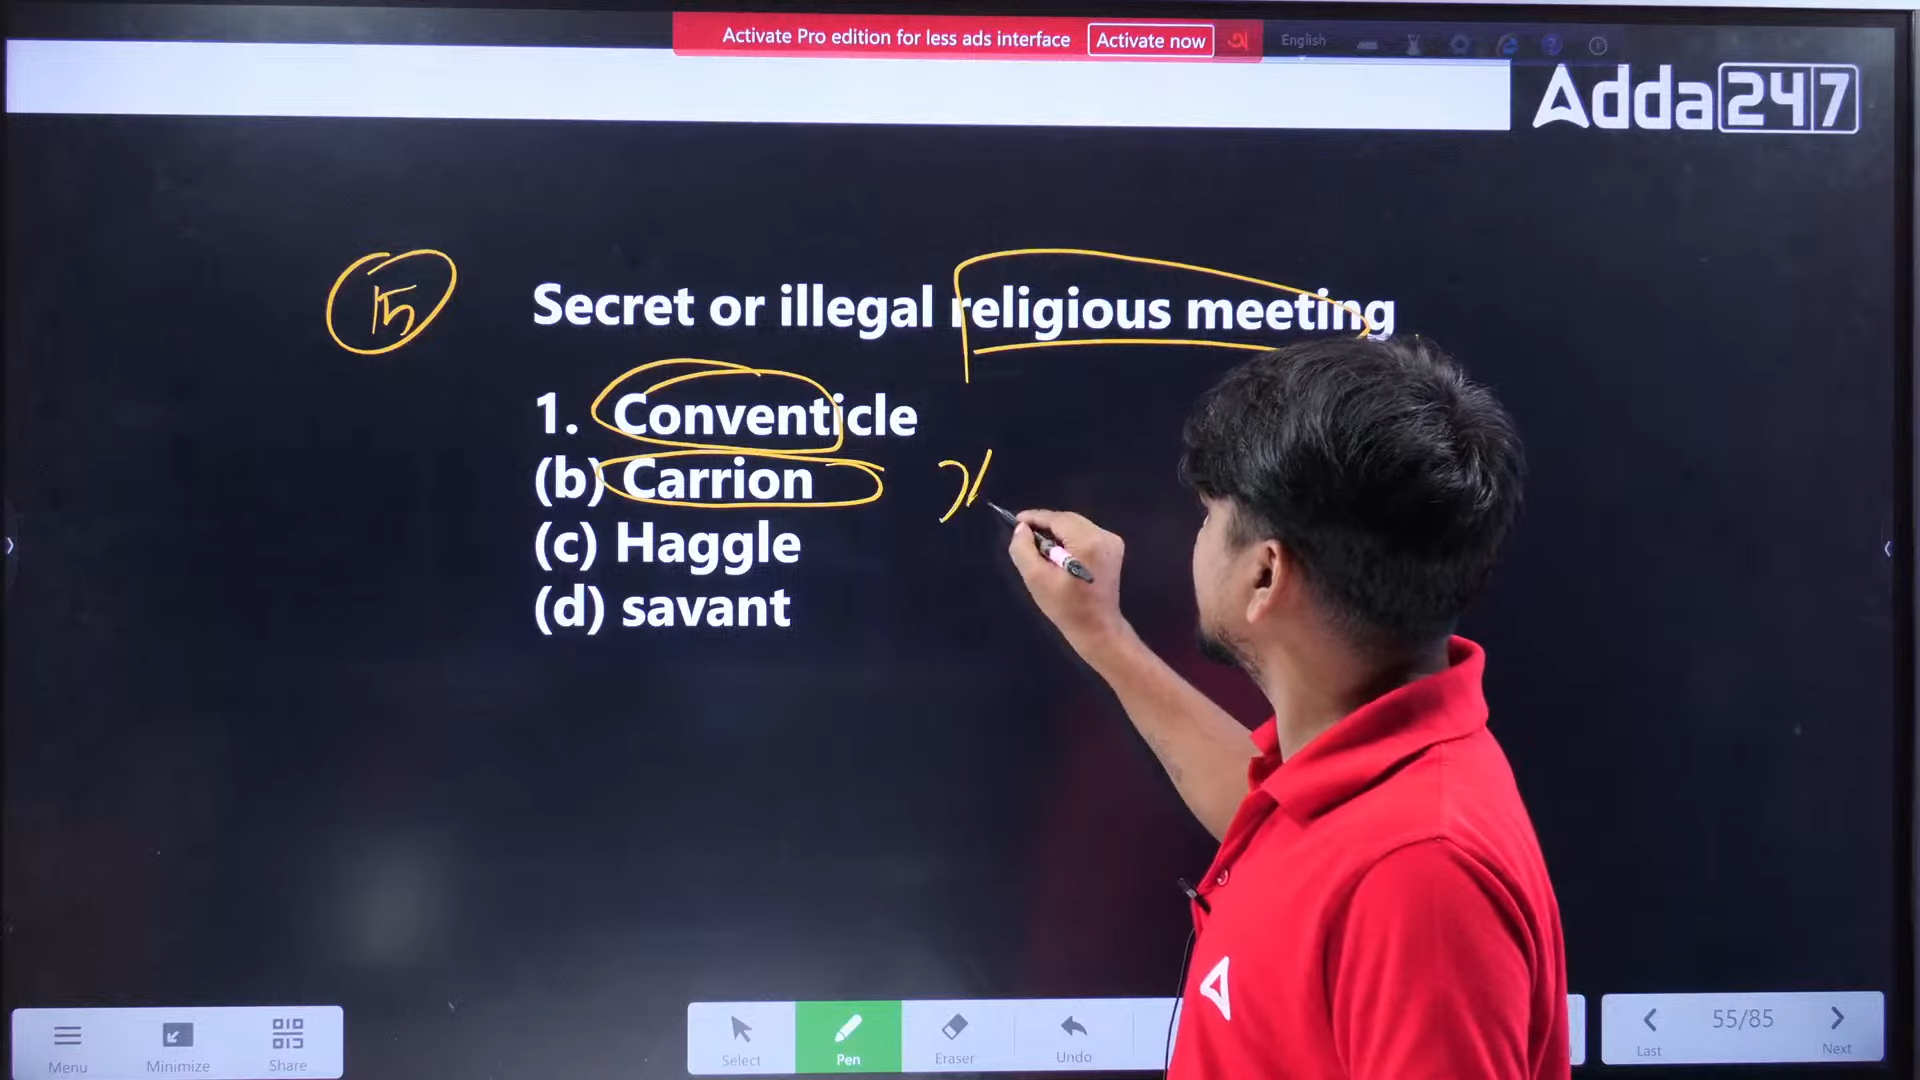 Activate Pro edition for less ads interface Activate now English
Adda247
15
Secret or illegal religious meeting
1. Conventicle
(b) Carrion
(c) Haggle
(d) savant
Menu Minimize Share Select Pen Eraser Undo Last 55/85 Next